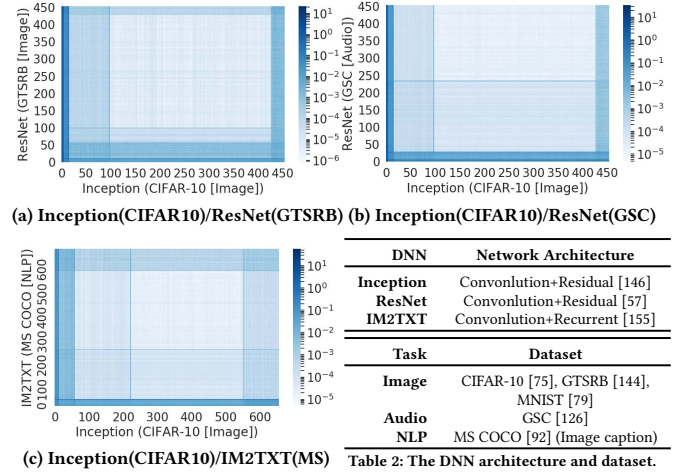 450
400
350
300
250
200
150
100
50
0
ResNet (GTSRB [Image])
0 50 100 150 200 250 300 350 400 450
Inception (CIFAR-10 [Image])
10^1
10^0
10^-1
10^-2
10^-3
10^-4
10^-5
10^-6
450
400
350
300
250
200
150
100
50
0
ResNet (GSC [Audio])
0 50 100 150 200 250 300 350 400 450
Inception (CIFAR-10 [Image])
10^1
10^0
10^-1
10^-2
10^-3
10^-4
10^-5
(a) Inception(CIFAR10)/ResNet(GTSRB) (b) Inception(CIFAR10)/ResNet(GSC)
IM2TXT (MS COCO [NLP])
0 100 200 300 400 500 600
0 100 200 300 400 500 600
Inception (CIFAR-10 [Image])
10^1
10^0
10^-1
10^-2
10^-3
10^-4
10^-5
(c) Inception(CIFAR10)/IM2TXT(MS)
DNN Network Architecture
Inception Convonlution+Residual [146]
ResNet Convonlution+Residual [57]
IM2TXT Convonlution+Recurrent [155]
Task Dataset
Image CIFAR-10 [75], GTSRB [144],
MNIST [79]
Audio GSC [126]
NLP MS COCO [92] (Image caption)
Table 2: The DNN architecture and dataset.